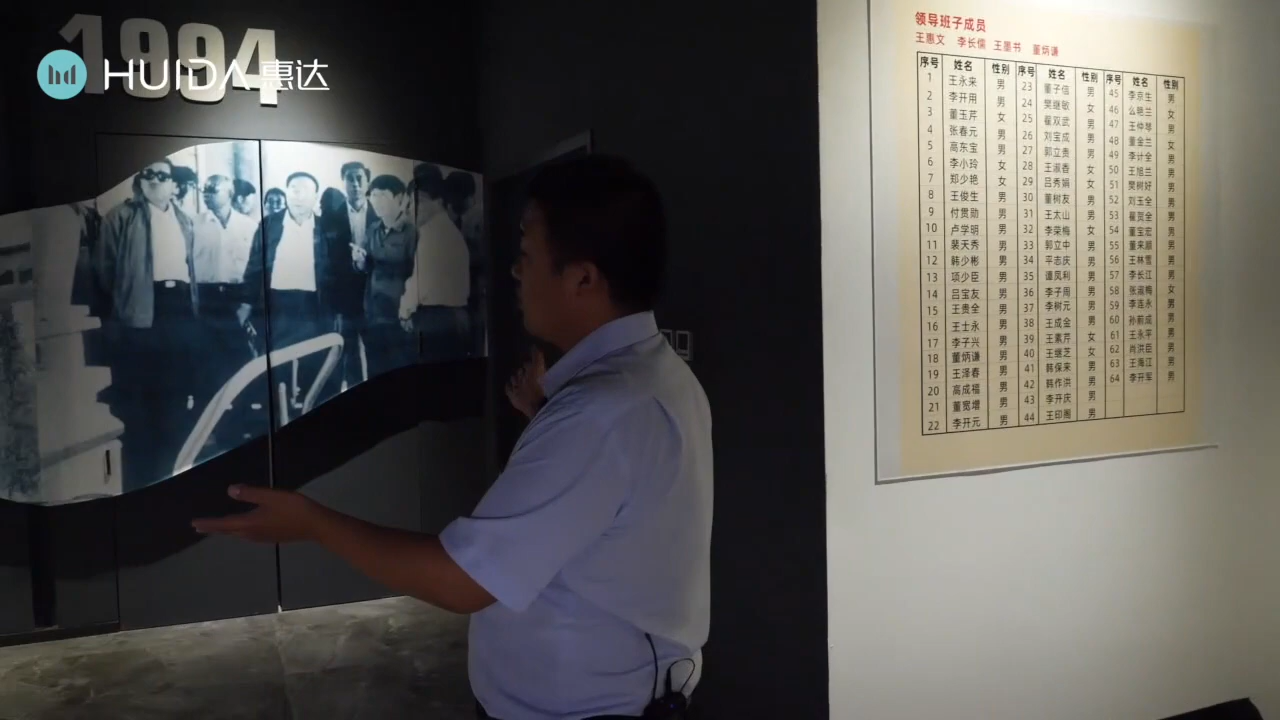 1994
HUIDA 惠达
领导班子成员
王惠文 李长儒 王墨书 董炳谦
序号 姓名 性别 序号 姓名 性别 序号 姓名 性别
1 王永来 男 23 董子佰 男 45 李京生 男
2 李开用 男 24 樊继敏 女 46 么艳兰 女
3 董玉芹 女 25 翟双武 男 47 王仲琴 男
4 张春元 男 26 刘宝成 男 48 董金兰 女
5 高东宝 男 27 郭立贵 男 49 李计全 男
6 李小玲 女 28 王淑香 女 50 王旭兰 男
7 郑少艳 女 29 吕秀娟 女 51 樊树好 男
8 王俊生 男 30 董树友 男 52 刘玉全 男
9 付贯勋 男 31 王太山 男 53 翟贺全 男
10 卢学明 男 32 李荣梅 女 54 董宝宏 男
11 裴天秀 男 33 郭立中 男 55 董来顺 男
12 韩少彬 男 34 平志庆 男 56 王林雪 男
13 项少臣 男 35 谭凤利 男 57 李长江 男
14 吕宝友 男 36 李子周 男 58 张淑梅 女
15 王贵全 男 37 李树元 男 59 李连永 男
16 王士永 男 38 王成金 男 60 孙前成 男
17 李子兴 男 39 王素芹 女 61 王永平 男
18 董炳谦 男 40 王继芝 女 62 肖洪臣 男
19 王泽春 男 41 韩保来 男 63 王海江 男
20 高成福 男 42 韩作洪 男 64 李开军 男
21 董宽增 男 43 李开庆 男
22 李开元 男 44 王印阁 男